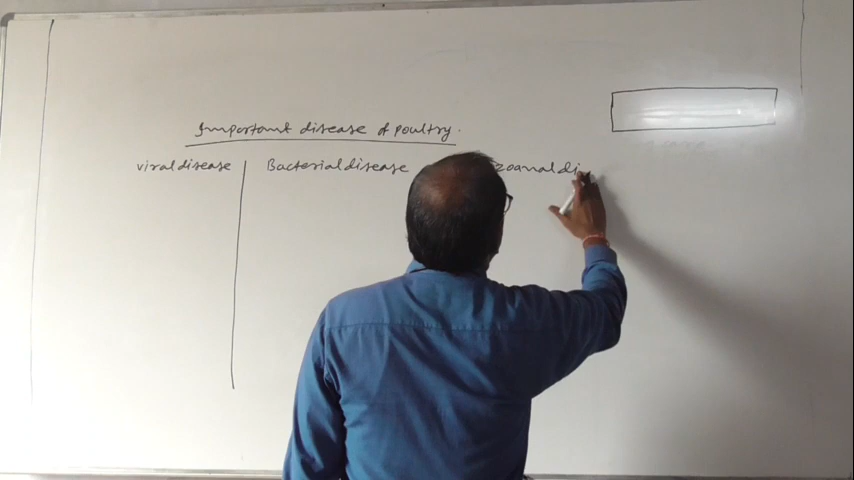 Important disease of poultry.
viral disease Bacterial disease